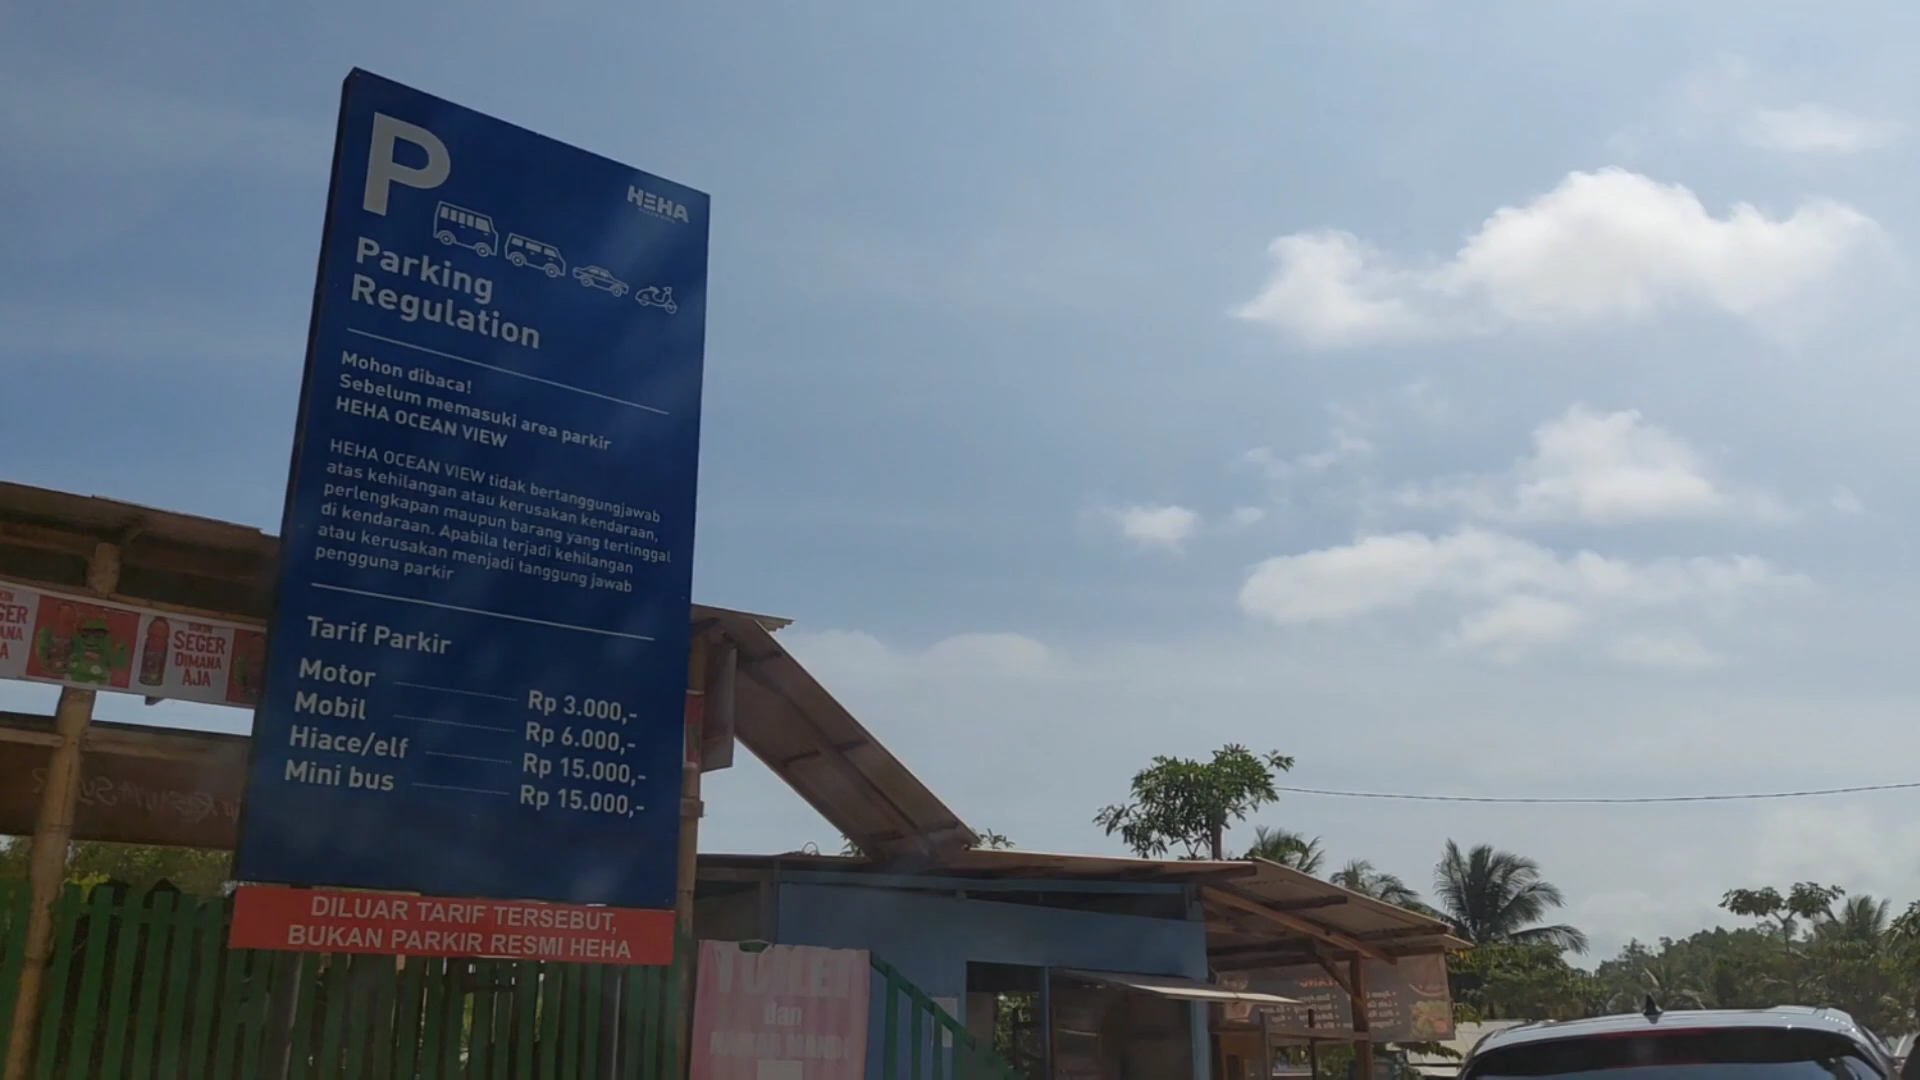 P
HEHA
Parking
Regulation
Mohon dibaca!
Sebelum memasuki area parkir
HEHA OCEAN VIEW
HEHA OCEAN VIEW tidak bertanggungjawab
atas kehilangan atau kerusakan kendaraan,
perlengkapan maupun barang yang tertinggal
di kendaraan. Apabila terjadi kehilangan
atau kerusakan menjadi tanggung jawab
pengguna parkir
Tarif Parkir
Motor Rp 3.000,-
Mobil Rp 6.000,-
Hiace/elf Rp 15.000,-
Mini bus Rp 15.000,-
DILUAR TARIF TERSEBUT,
BUKAN PARKIR RESMI HEHA
SEGER
DIMANA
AJA
TOILET
dan